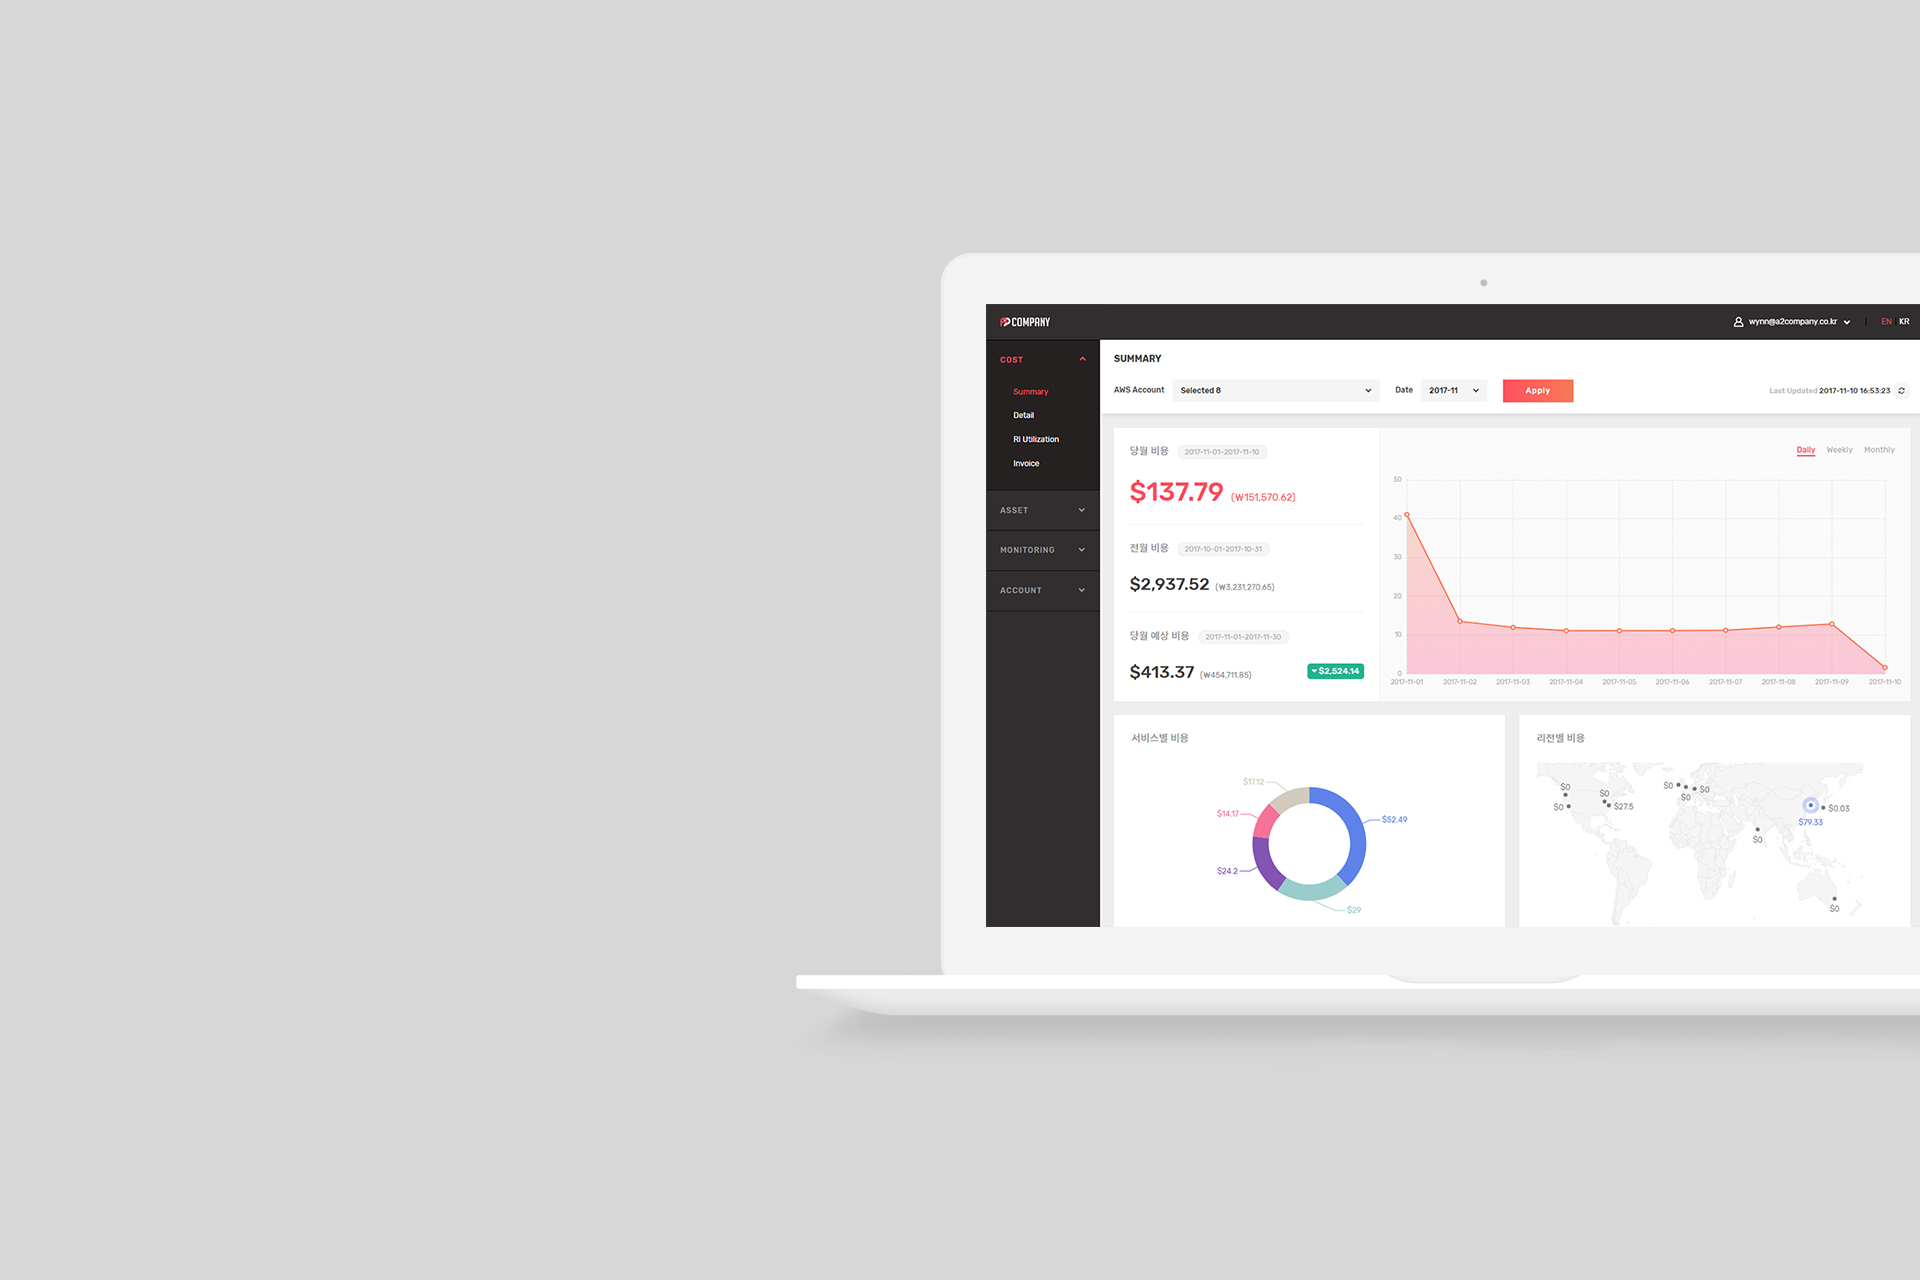 COMPANY
wynn@a2company.co.kr
EN KR
COST
Summary
Detail
RI Utilization
Invoice
ASSET
MONITORING
ACCOUNT
SUMMARY
AWS Account
Selected 8
Date
2017-11
Apply
Last Updated 2017-11-10 16:53:23
당월 비용 2017-11-01~2017-11-10
$137.79 (₩151,570.62)
전월 비용 2017-10-01~2017-10-31
$2,937.52 (₩3,231,270.65)
당월 예상 비용 2017-11-01~2017-11-30
$413.37 (₩454,711.85)
$2,524.14
Daily Weekly Monthly
50
40
30
20
10
0
2017-11-01 2017-11-02 2017-11-03 2017-11-04 2017-11-05 2017-11-06 2017-11-07 2017-11-08 2017-11-09 2017-11-10
서비스별 비용
$17.12
$14.17
$52.49
$24.2
$29
리전별 비용
$0
$0
$0
$27.5
$0
$0
$0
$0.03
$79.33
$0
$0